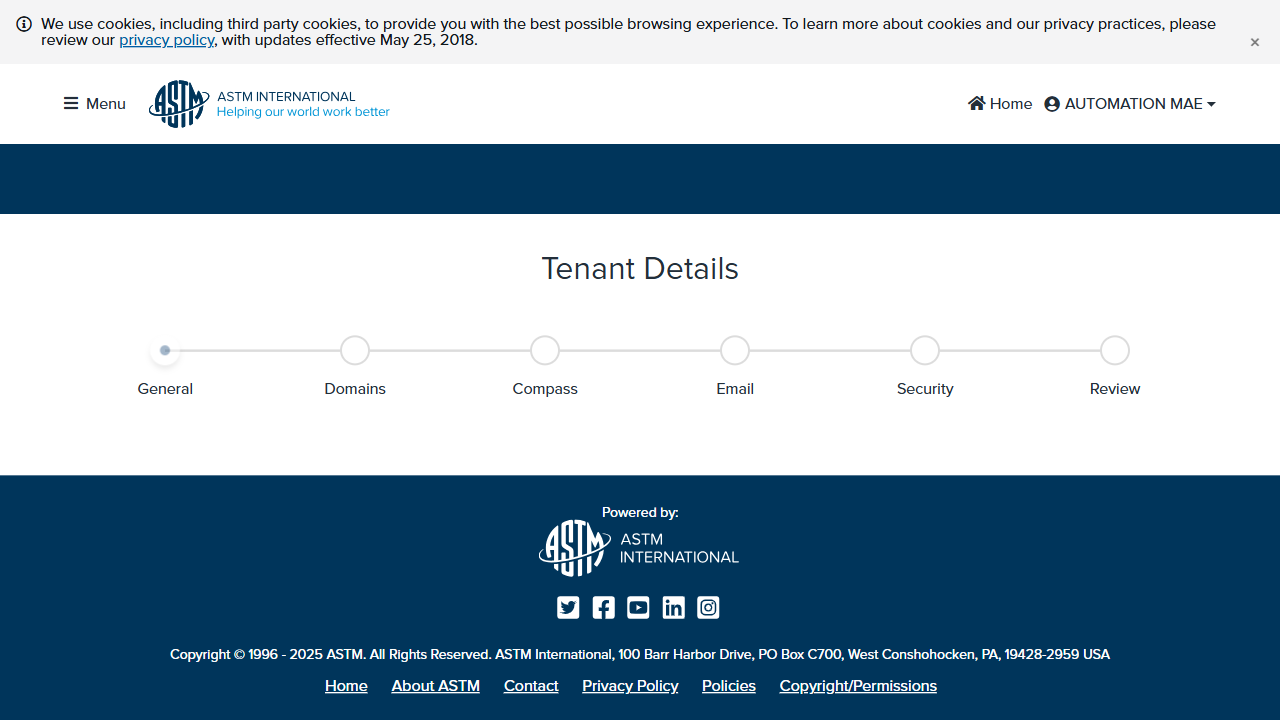 We use cookies, including third party cookies, to provide you with the best possible browsing experience. To learn more about cookies and our privacy practices, please
review our privacy policy, with updates effective May 25, 2018.
×
Menu
ASTM
ASTM INTERNATIONAL
Helping our world work better
Home
AUTOMATION MAE
Tenant Details
General
Domains
Compass
Email
Security
Review
Powered by:
ASTM
ASTM
INTERNATIONAL
Copyright © 1996 - 2025 ASTM. All Rights Reserved. ASTM International, 100 Barr Harbor Drive, PO Box C700, West Conshohocken, PA, 19428-2959 USA
Home
About ASTM
Contact
Privacy Policy
Policies
Copyright/Permissions